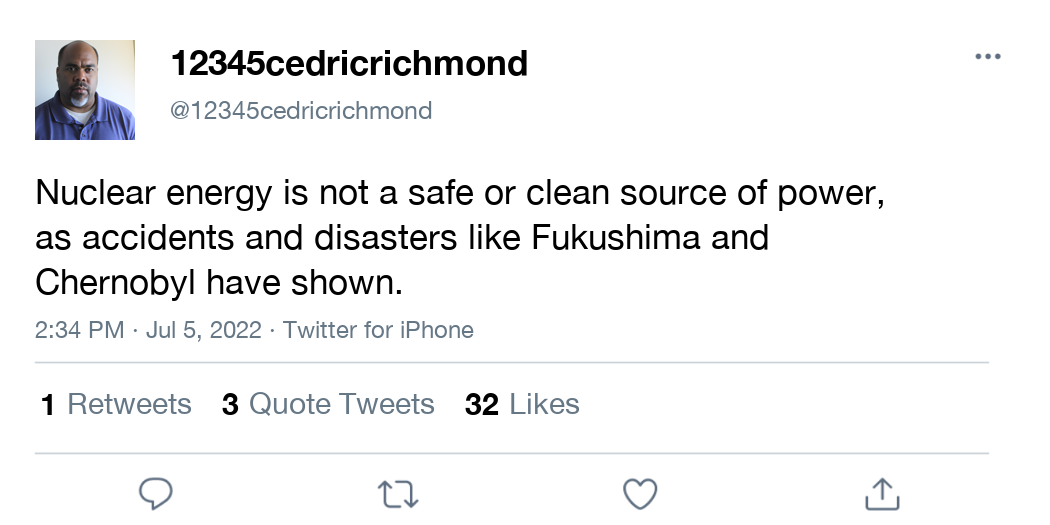 12345cedricrichmond
@12345cedricrichmond
Nuclear energy is not a safe or clean source of power,
as accidents and disasters like Fukushima and
Chernobyl have shown.
2:34 PM · Jul 5, 2022 · Twitter for iPhone
1 Retweets 3 Quote Tweets 32 Likes